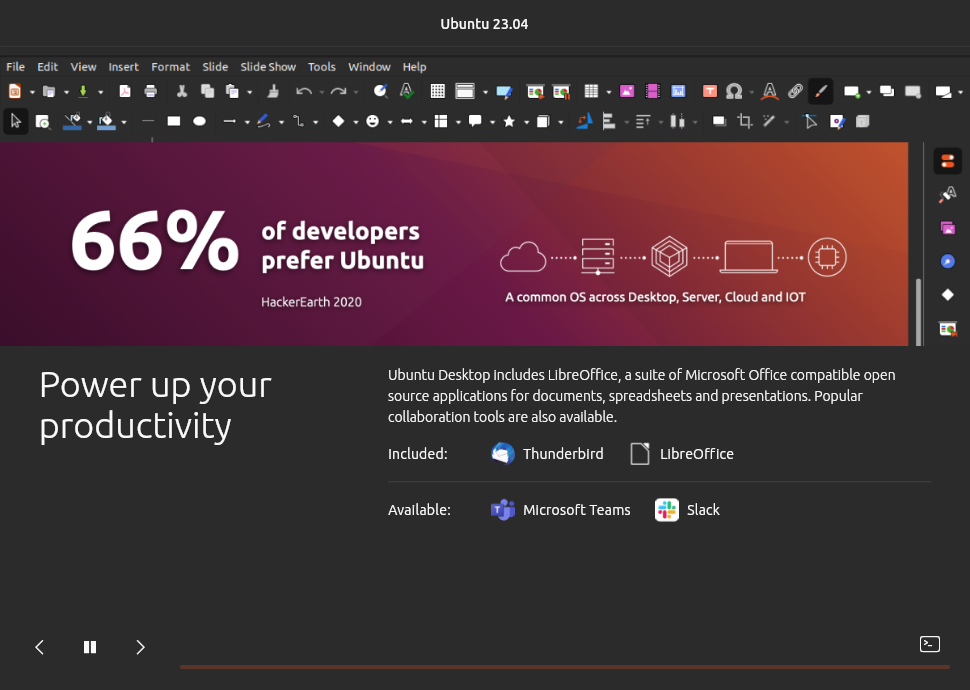 Ubuntu 23.04
File Edit View Insert Format Slide Slide Show Tools Window Help
66%
of developers
prefer Ubuntu
HackerEarth 2020
A common OS across Desktop, Server, Cloud and IOT
Power up your
productivity
Ubuntu Desktop includes LibreOffice, a suite of Microsoft Office compatible open
source applications for documents, spreadsheets and presentations. Popular
collaboration tools are also available.
Included: Thunderbird LibreOffice
Available: Microsoft Teams Slack